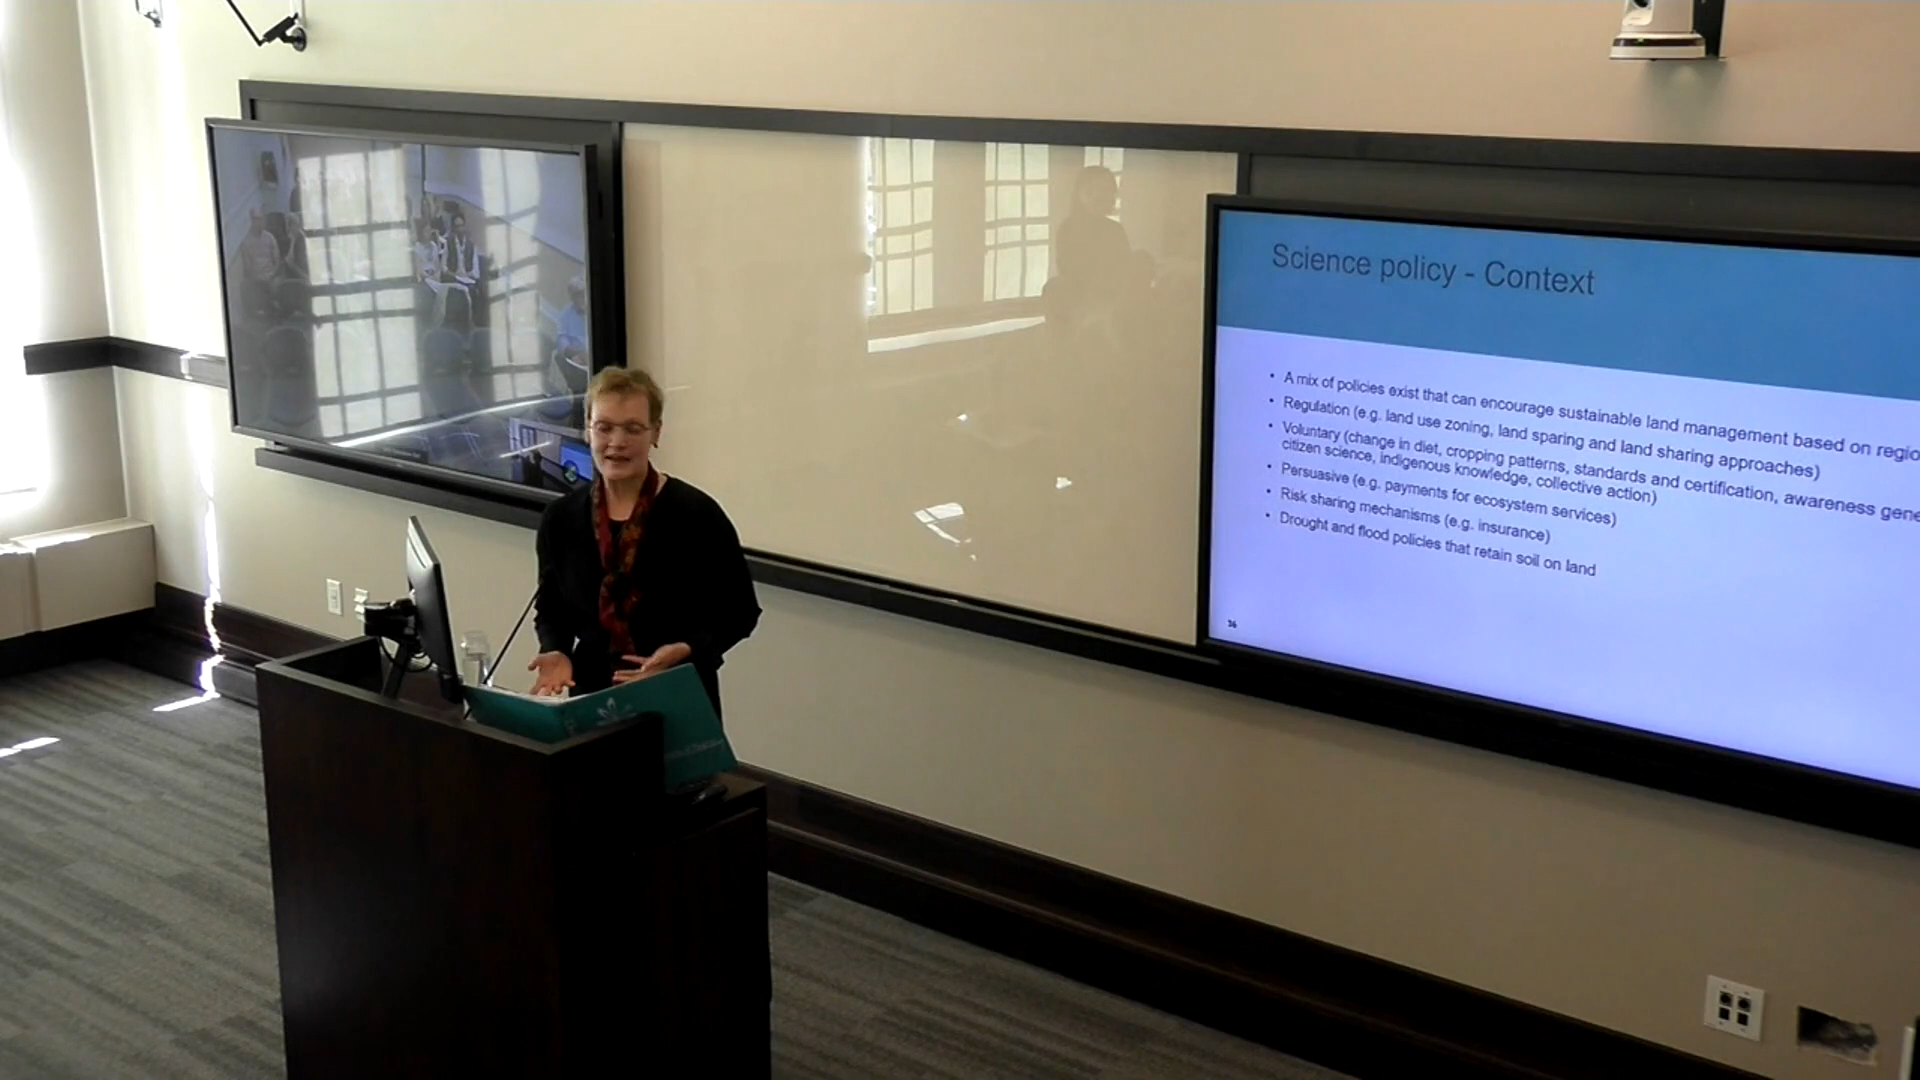 Science policy - Context
• A mix of policies exist that can encourage sustainable land management based on regio
• Regulation (e.g. land use zoning, land sparing and land sharing approaches)
• Voluntary (change in diet, cropping patterns, standards and certification, awareness gene
citizen science, indigenous knowledge, collective action)
• Persuasive (e.g. payments for ecosystem services)
• Risk sharing mechanisms (e.g. insurance)
• Drought and flood policies that retain soil on land